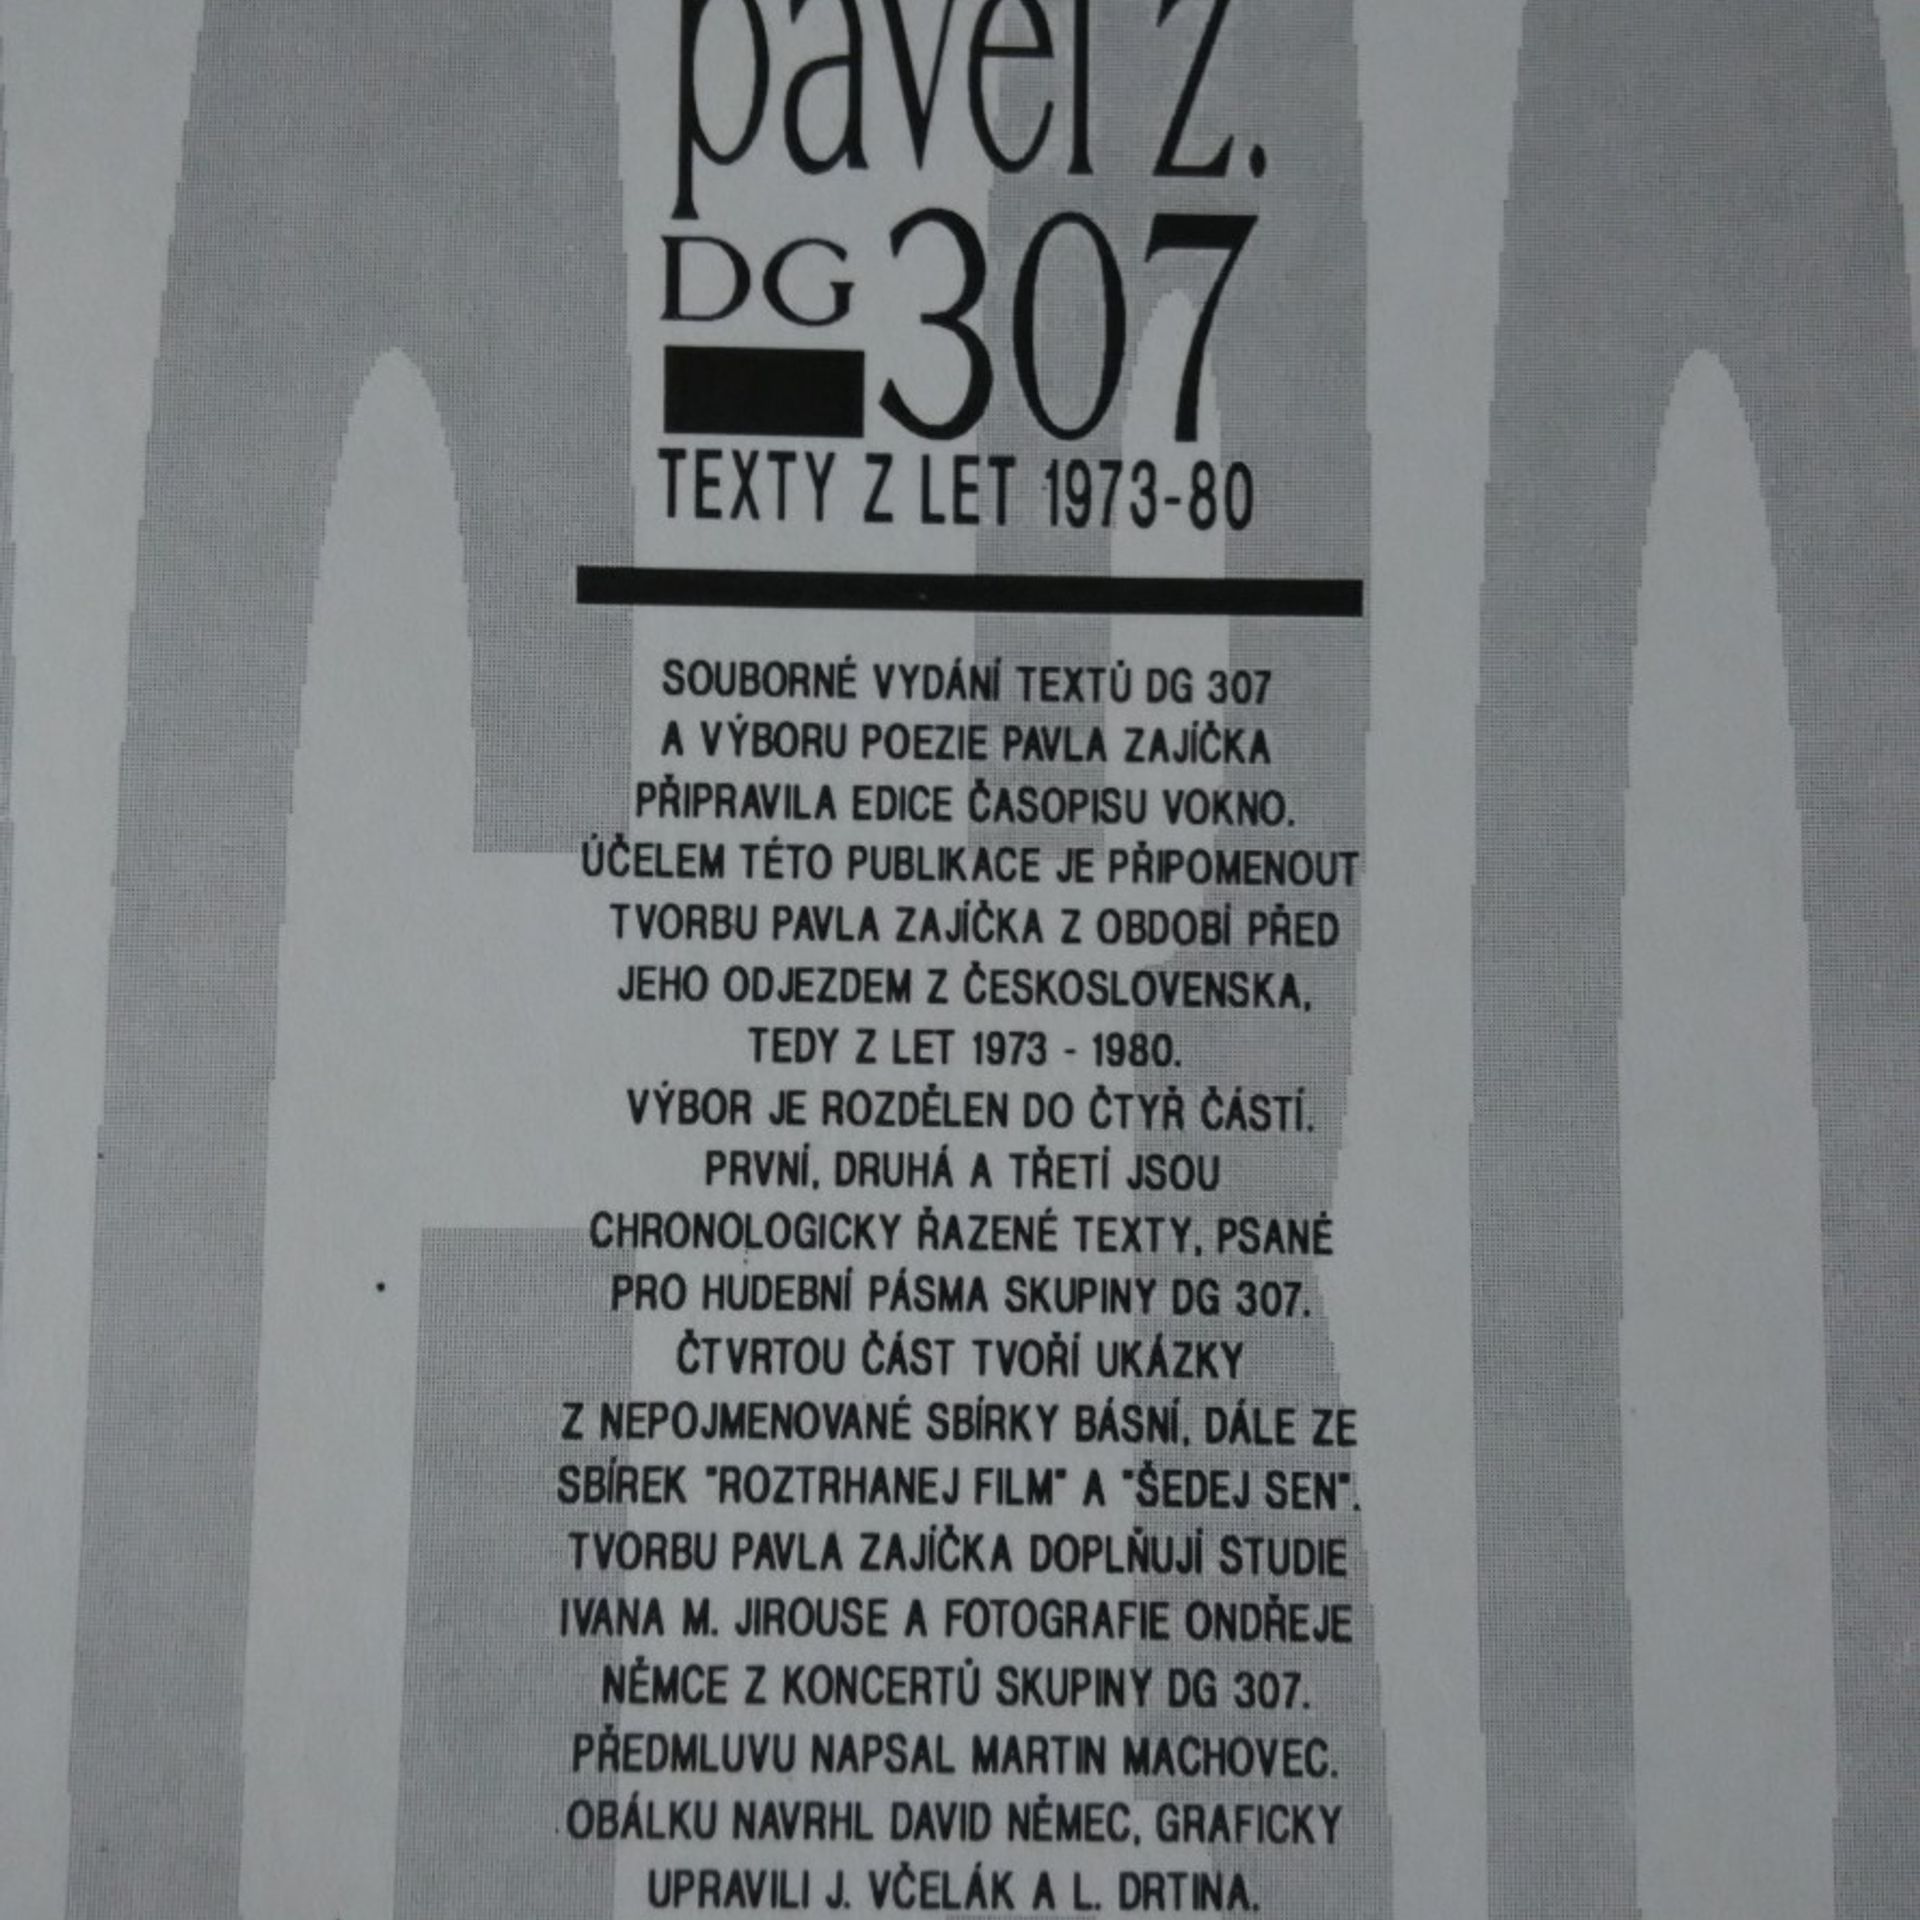 pavel z.
DG 307
TEXTY Z LET 1973-80
SOUBORNÉ VYDÁNÍ TEXTŮ DG 307
A VÝBORU POEZIE PAVLA ZAJÍČKA
PŘIPRAVILA EDICE ČASOPISU VOKNO.
ÚČELEM TÉTO PUBLIKACE JE PŘIPOMENOUT
TVORBU PAVLA ZAJÍČKA Z OBDOBÍ PŘED
JEHO ODJEZDEM Z ČESKOSLOVENSKA,
TEDY Z LET 1973 - 1980.
VÝBOR JE ROZDĚLEN DO ČTYŘ ČÁSTÍ.
PRVNÍ, DRUHÁ A TŘETÍ JSOU
CHRONOLOGICKY ŘAZENÉ TEXTY, PSANÉ
PRO HUDEBNÍ PÁSMA SKUPINY DG 307.
ČTVRTOU ČÁST TVOŘÍ UKÁZKY
Z NEPOJMENOVANÉ SBÍRKY BÁSNÍ, DÁLE ZE
SBÍREK "ROZTRHANEJ FILM" A "ŠEDEJ SEN".
TVORBU PAVLA ZAJÍČKA DOPLŇUJÍ STUDIE
IVANA M. JIROUSE A FOTOGRAFIE ONDŘEJE
NĚMCE Z KONCERTŮ SKUPINY DG 307.
PŘEDMLUVU NAPSAL MARTIN MACHOVEC.
OBÁLKU NAVRHL DAVID NĚMEC, GRAFICKY
UPRAVILI J. VČELÁK A L. DRTINA.